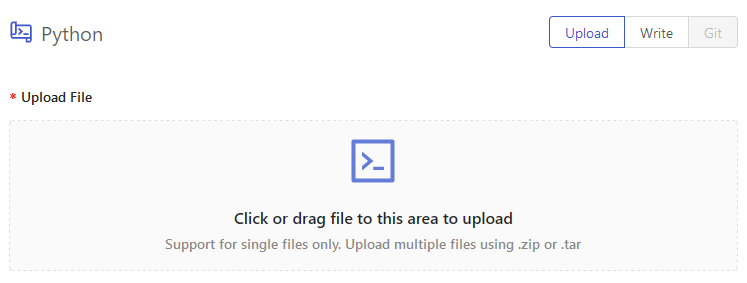 Python
Upload Write Git
* Upload File
Click or drag file to this area to upload
Support for single files only. Upload multiple files using .zip or .tar